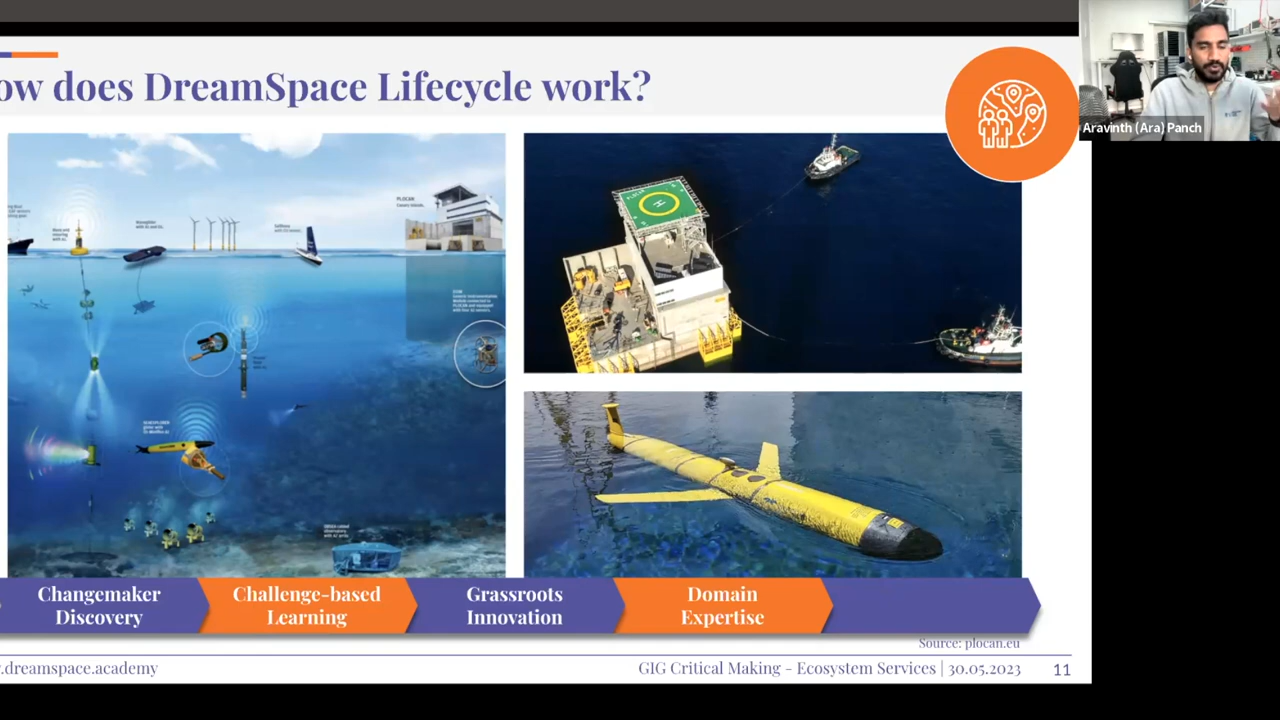 ow does DreamSpace Lifecycle work?
Aravinth (Ara) Panch
PLOCAN
H
Changemaker
Discovery
Challenge-based
Learning
Grassroots
Innovation
Domain
Expertise
Source: plocan.eu
.dreamspace.academy
GIG Critical Making - Ecosystem Services | 30.05.2023
11